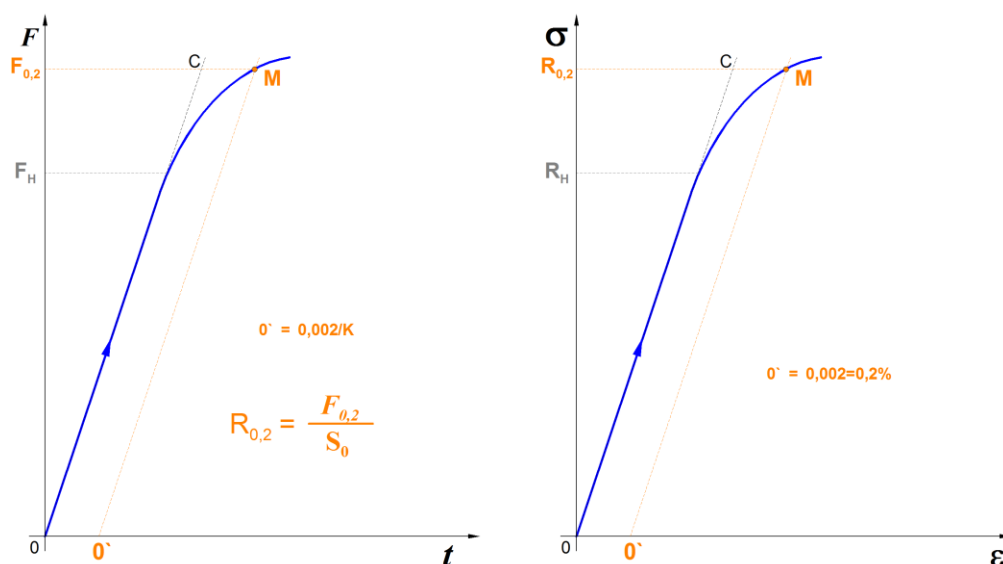 F
C
F0,2
M
FH
0` = 0,002/K
R0,2 = F0,2 / S0
0
0`
t
σ
C
R0,2
M
RH
0` = 0,002=0,2%
0
0`
ε